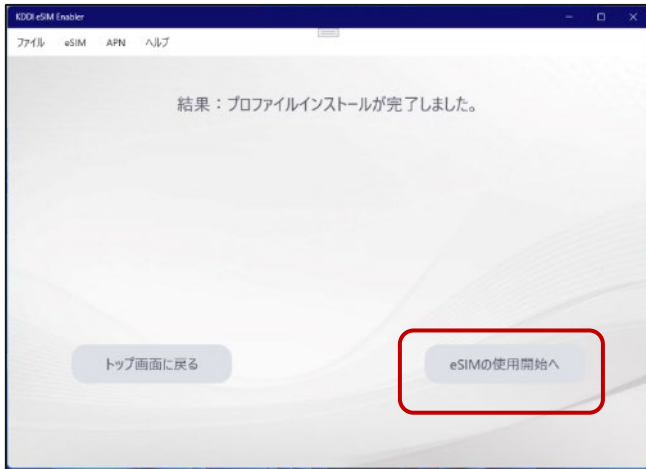 KDDI eSIM Enabler
ファイル eSIM APN ヘルプ
結果：プロファイルインストールが完了しました。
トップ画面に戻る
eSIMの使用開始へ